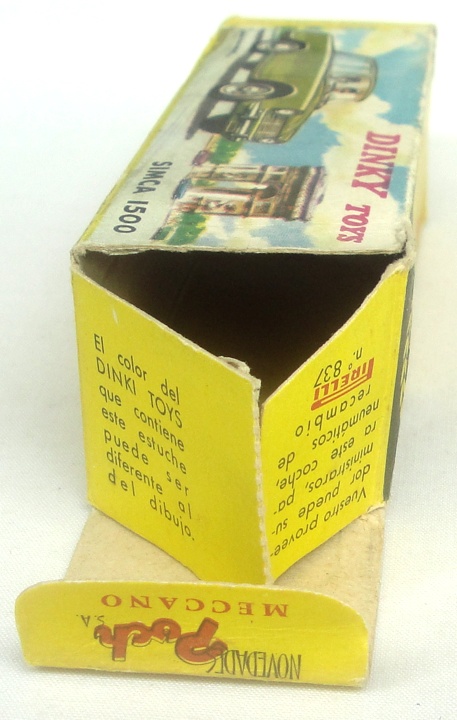 DINKY TOYS
SIMCA 1500
El color del
DINKI TOYS
que contiene
este estuche
puede ser
diferente al
del dibujo.
Vuestro provee-
dor puede su-
ministraros, pa-
ra este coche,
neumáticos de
recambio
PIRELLI
n.º 837
NOVEDADES
Poch S.A.
MECCANO